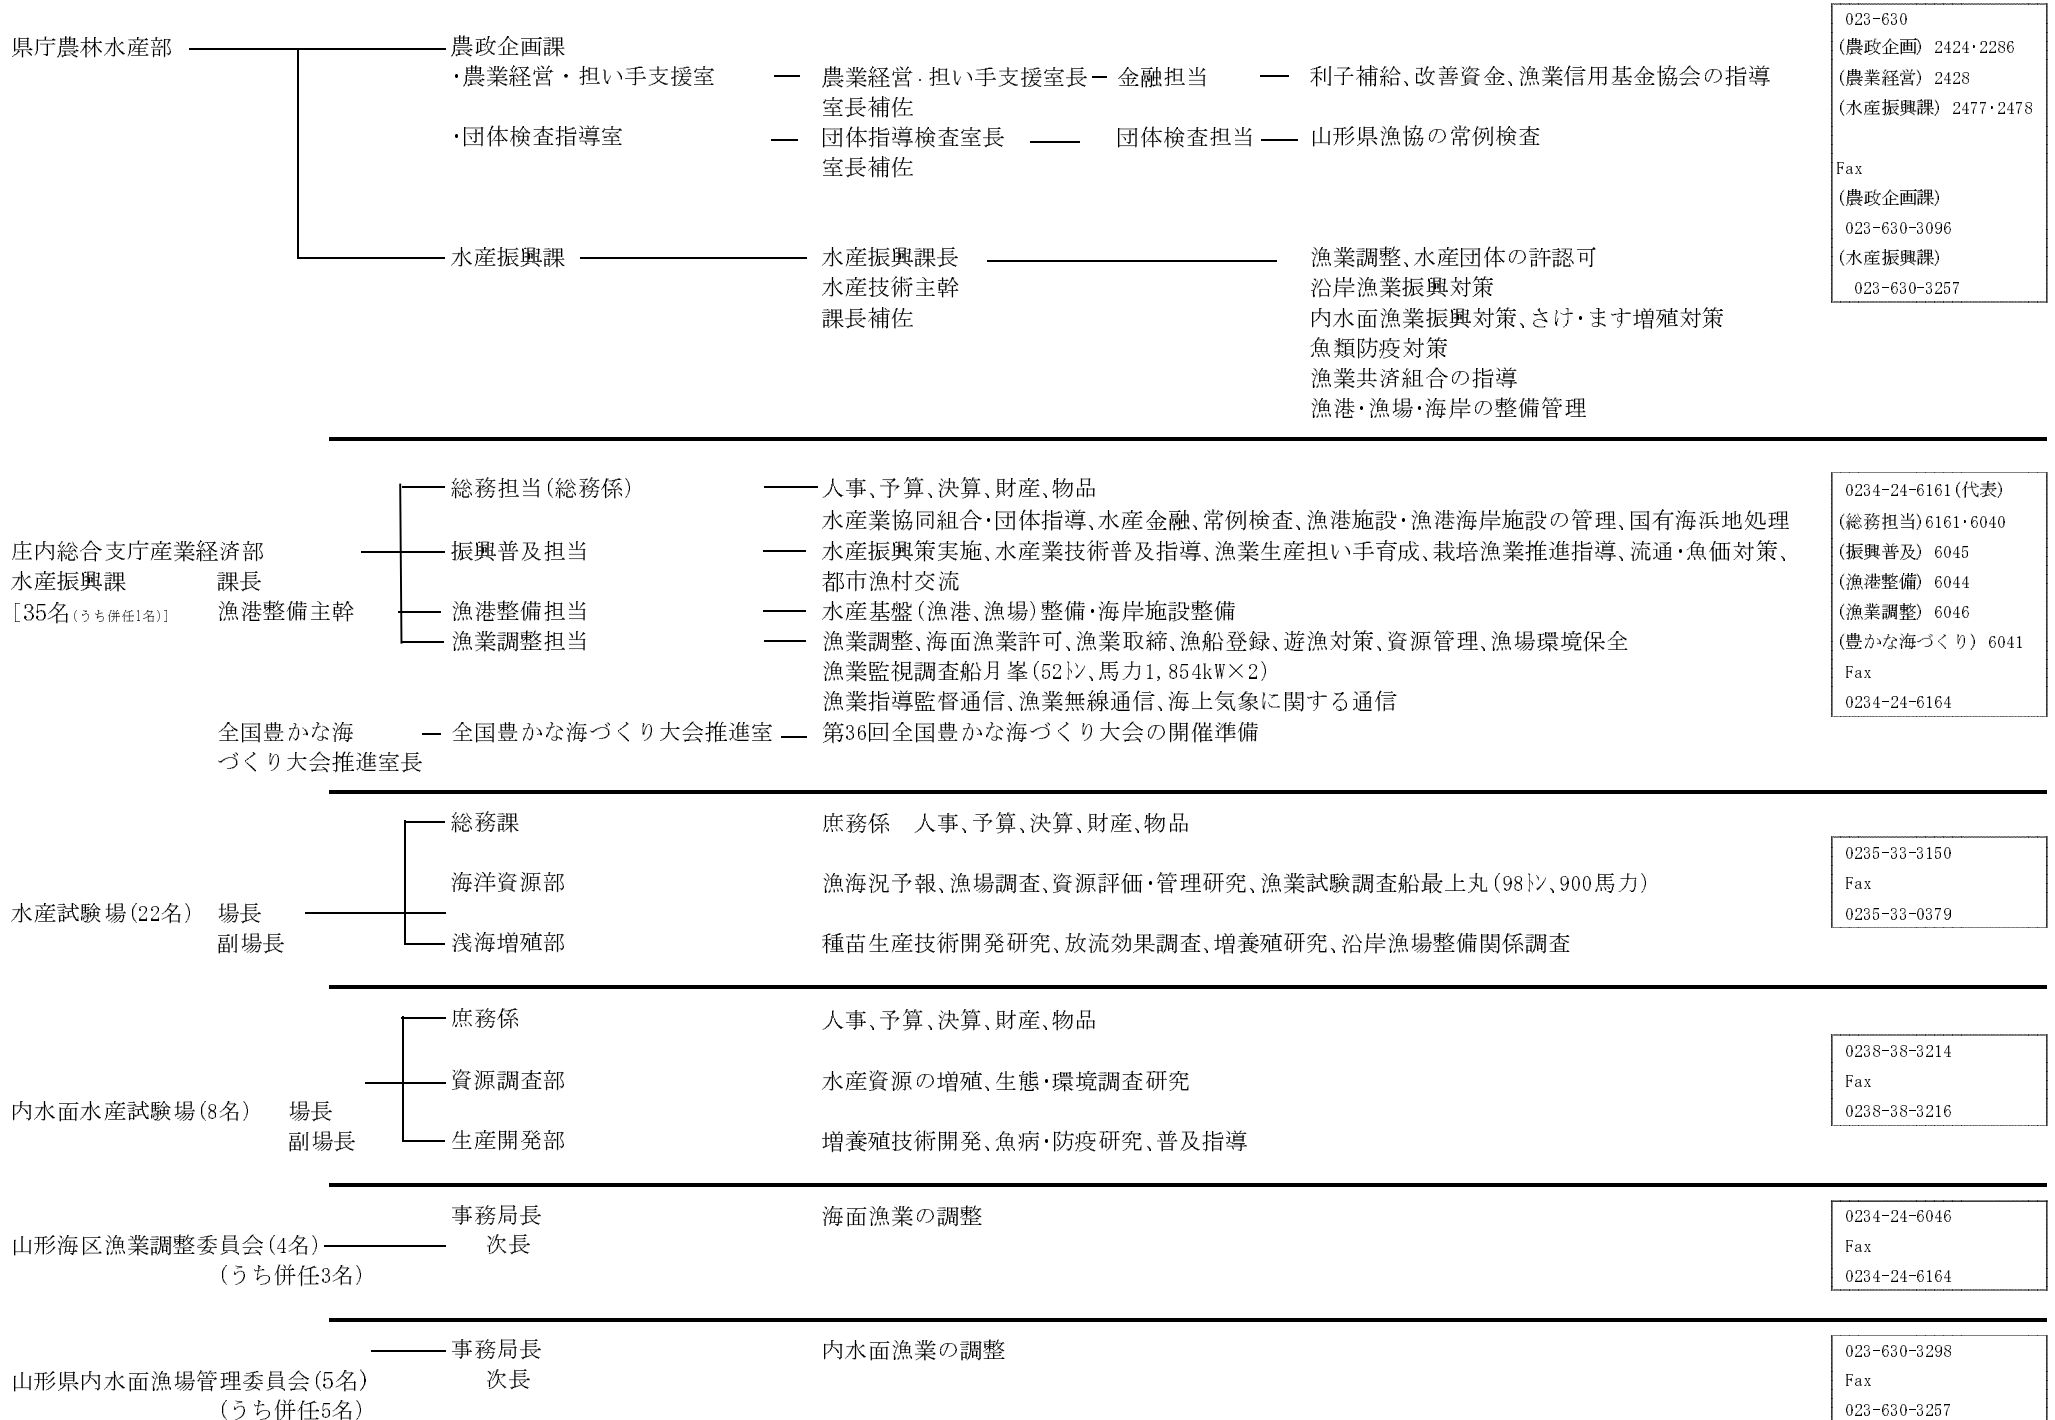 県庁農林水産部
農政企画課
・農業経営・担い手支援室
農業経営・担い手支援室長
金融担当
利子補給、改善資金、漁業信用基金協会の指導
室長補佐
・団体検査指導室
団体指導検査室長
団体検査担当
山形県漁協の常例検査
室長補佐
水産振興課
水産振興課長
漁業調整、水産団体の許認可
水産技術主幹
沿岸漁業振興対策
課長補佐
内水面漁業振興対策、さけ・ます増殖対策
魚類防疫対策
漁業共済組合の指導
漁港・漁場・海岸の整備管理
023-630
(農政企画) 2424・2286
(農業経営) 2428
(水産振興課) 2477・2478
Fax
(農政企画課)
023-630-3096
(水産振興課)
023-630-3257
総務担当(総務係)
人事、予算、決算、財産、物品
水産業協同組合・団体指導、水産金融、常例検査、漁港施設・漁港海岸施設の管理、国有海浜地処理
庄内総合支庁産業経済部
振興普及担当
水産振興策実施、水産業技術普及指導、漁業生産担い手育成、栽培漁業推進指導、流通・魚価対策、
水産振興課
課長
都市漁村交流
[35名(うち併任1名)]
漁港整備主幹
漁港整備担当
水産基盤(漁港、漁場)整備・海岸施設整備
漁業調整担当
漁業調整、海面漁業許可、漁業取締、漁船登録、遊漁対策、資源管理、漁場環境保全
漁業監視調査船月峯(52㌧、馬力1,854kW×2)
漁業指導監督通信、漁業無線通信、海上気象に関する通信
全国豊かな海
全国豊かな海づくり大会推進室
第36回全国豊かな海づくり大会の開催準備
づくり大会推進室長
0234-24-6161(代表)
(総務担当)6161・6040
(振興普及) 6045
(漁港整備) 6044
(漁業調整) 6046
(豊かな海づくり) 6041
Fax
0234-24-6164
総務課
庶務係 人事、予算、決算、財産、物品
海洋資源部
漁海況予報、漁場調査、資源評価・管理研究、漁業試験調査船最上丸(98㌧、900馬力)
水産試験場(22名)
場長
副場長
浅海増殖部
種苗生産技術開発研究、放流効果調査、増養殖研究、沿岸漁場整備関係調査
0235-33-3150
Fax
0235-33-0379
庶務係
人事、予算、決算、財産、物品
資源調査部
水産資源の増殖、生態・環境調査研究
内水面水産試験場(8名)
場長
副場長
生産開発部
増養殖技術開発、魚病・防疫研究、普及指導
0238-38-3214
Fax
0238-38-3216
事務局長
海面漁業の調整
山形海区漁業調整委員会(4名)
次長
(うち併任3名)
0234-24-6046
Fax
0234-24-6164
事務局長
内水面漁業の調整
山形県内水面漁場管理委員会(5名)
次長
(うち併任5名)
023-630-3298
Fax
023-630-3257